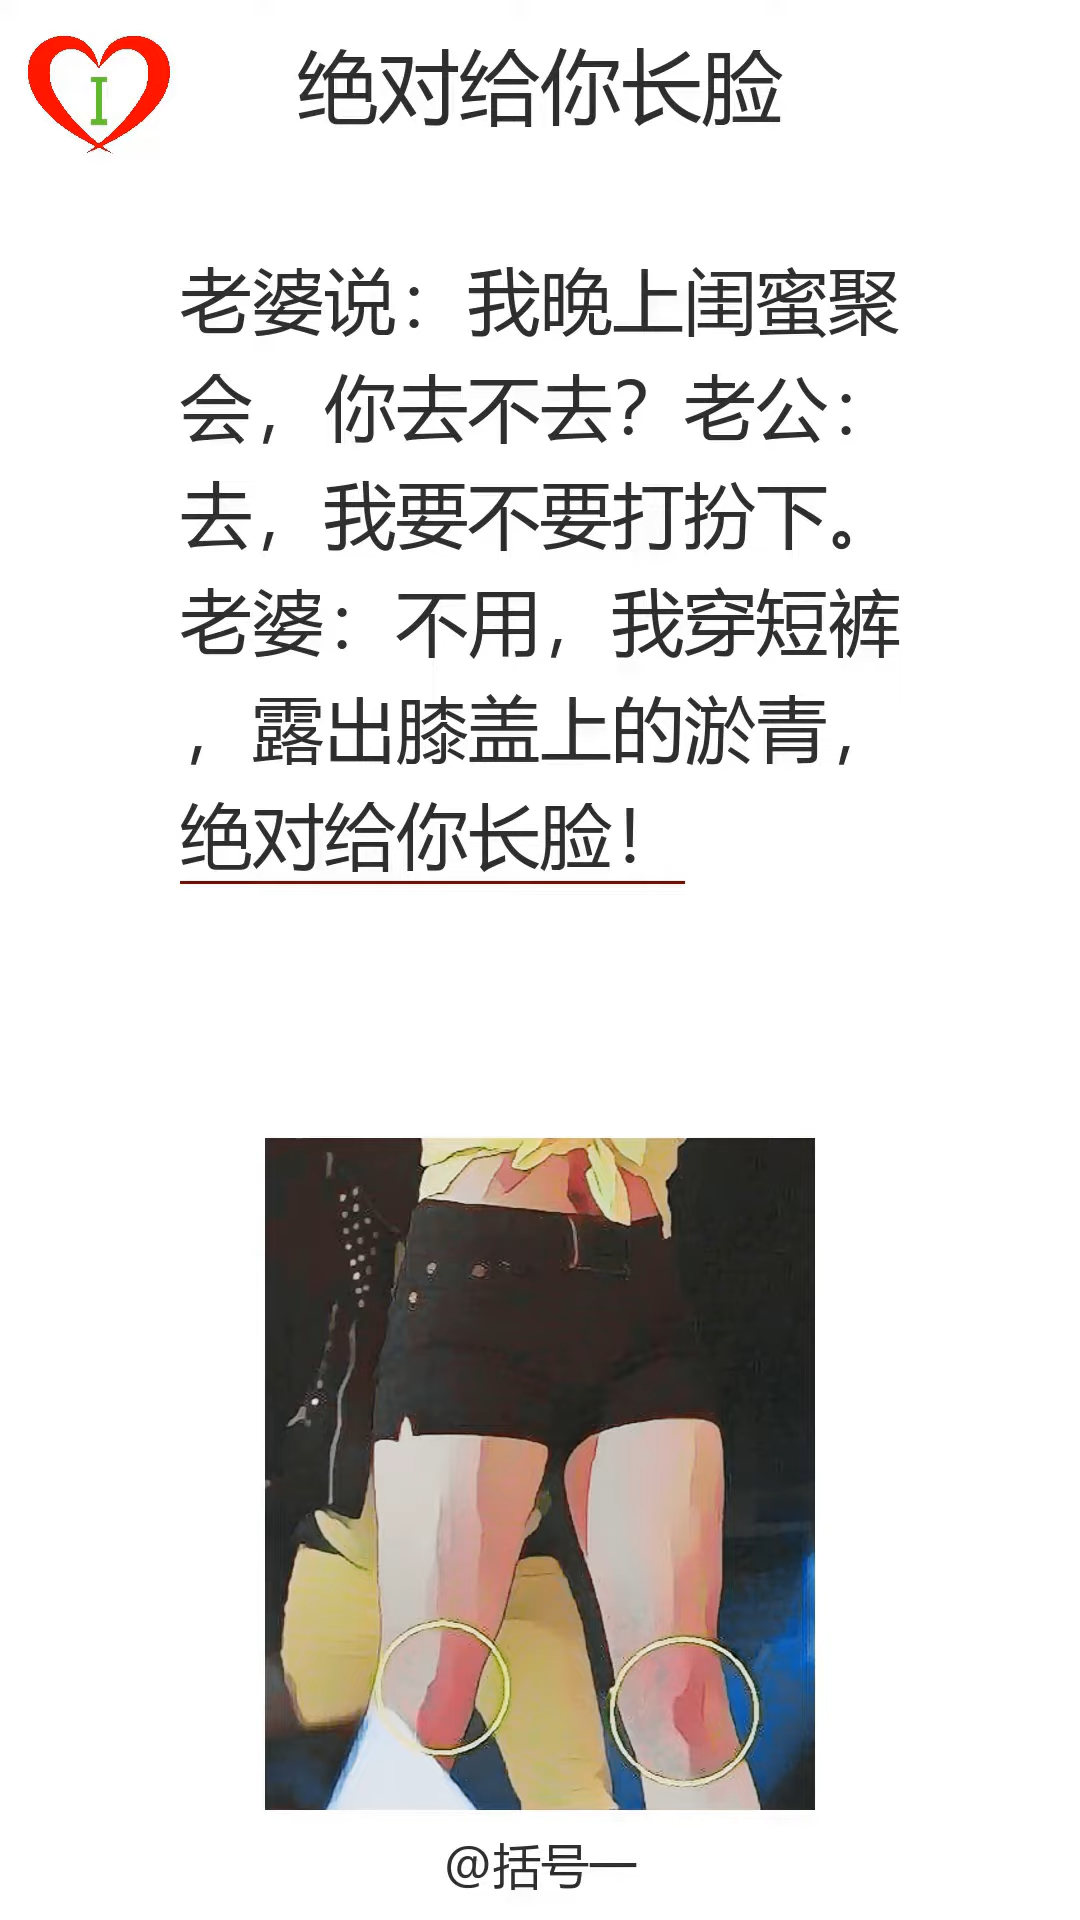 I
绝对给你长脸
老婆说：我晚上闺蜜聚
会，你去不去？老公：
去，我要不要打扮下。
老婆：不用，我穿短裤
，露出膝盖上的淤青，
绝对给你长脸！
@括号一